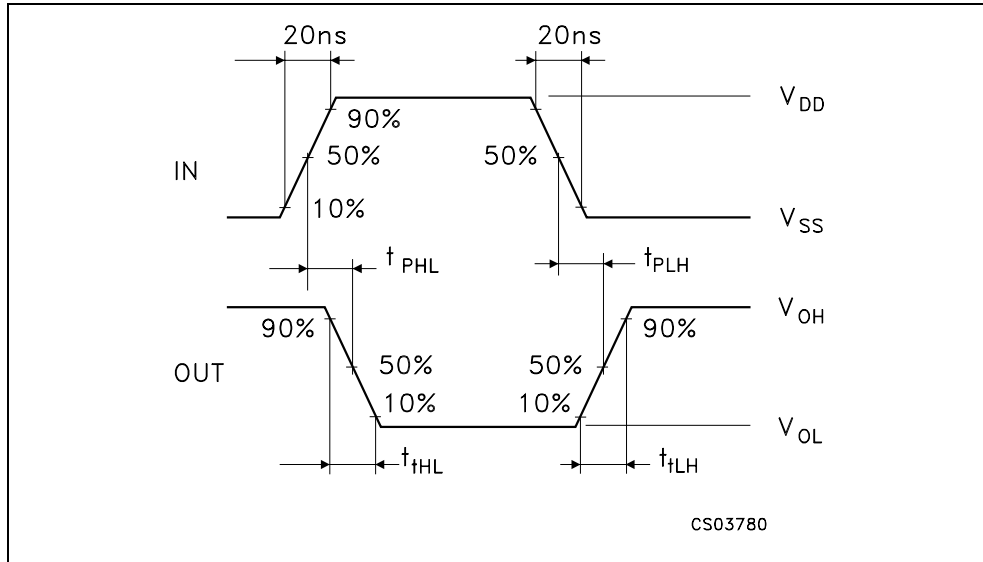 20ns 20ns
V DD
90%
50% 50%
IN
10%
V SS
t PHL t PLH
V OH
90% 90%
50% 50%
OUT
10% 10%
V OL
t tHL t tLH
CS03780